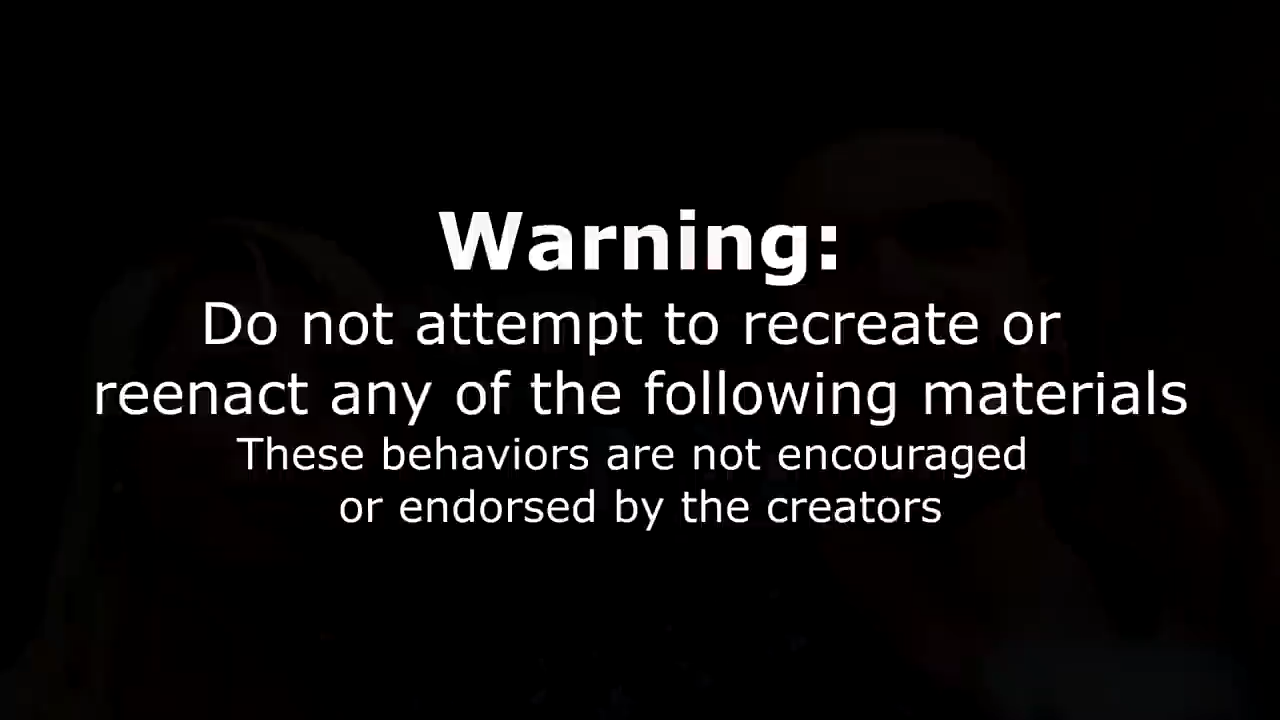 Warning:
Do not attempt to recreate or
reenact any of the following materials
These behaviors are not encouraged
or endorsed by the creators